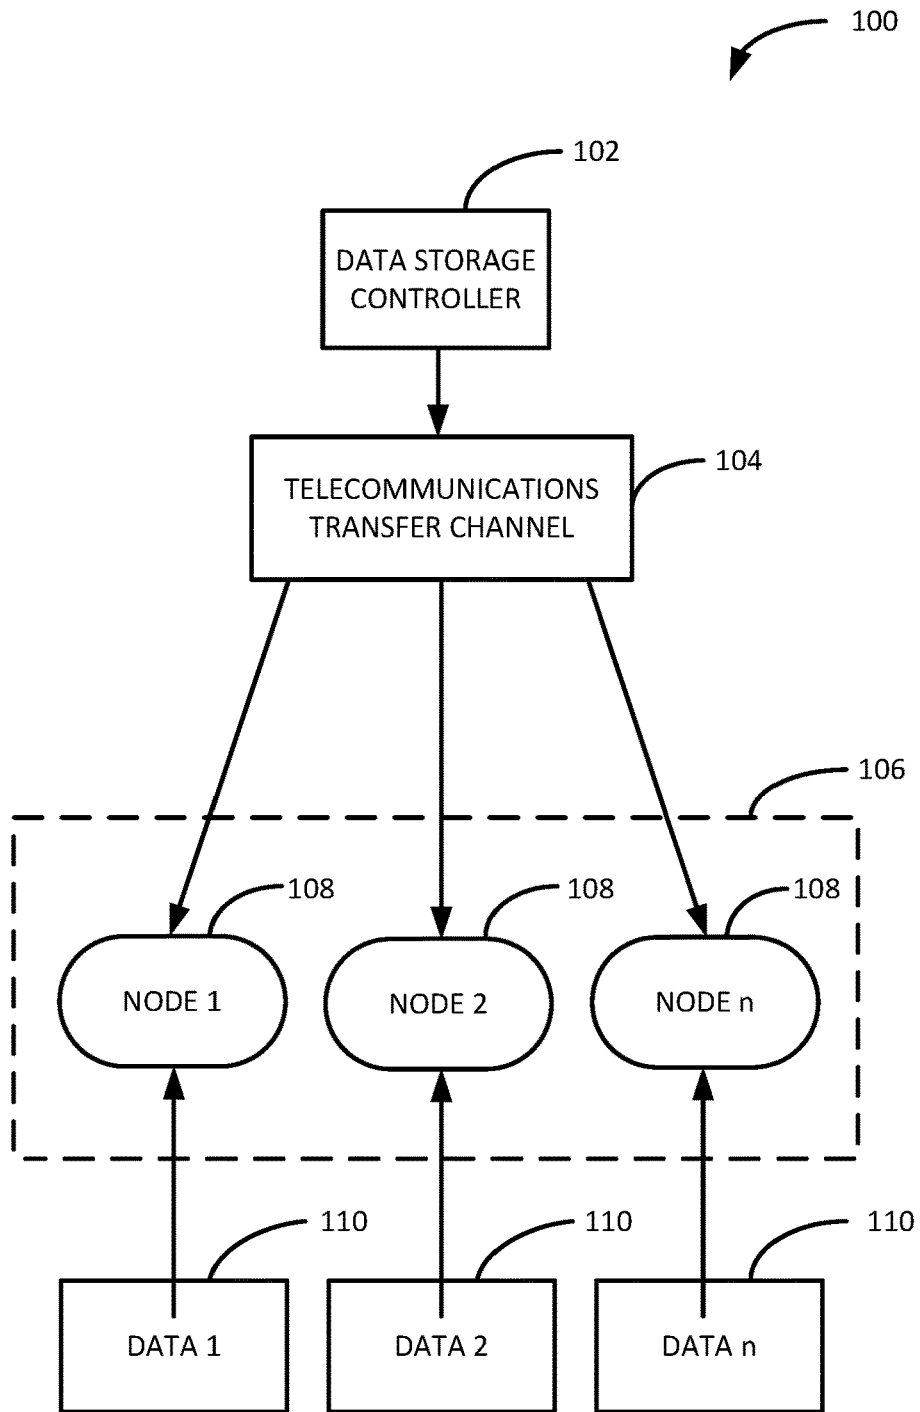 100
102
DATA STORAGE
CONTROLLER
104
TELECOMMUNICATIONS
TRANSFER CHANNEL
106
108
108
108
NODE 1
NODE 2
NODE n
110
110
110
DATA 1
DATA 2
DATA n